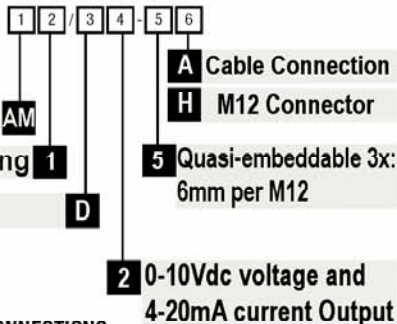 1 2 / 3 4 - 5 6
A Cable Connection
H M12 Connector
AM
ng 1
5 Quasi-embeddable 3x:
6mm per M12
D
2 0-10Vdc voltage and
4-20mA current Output